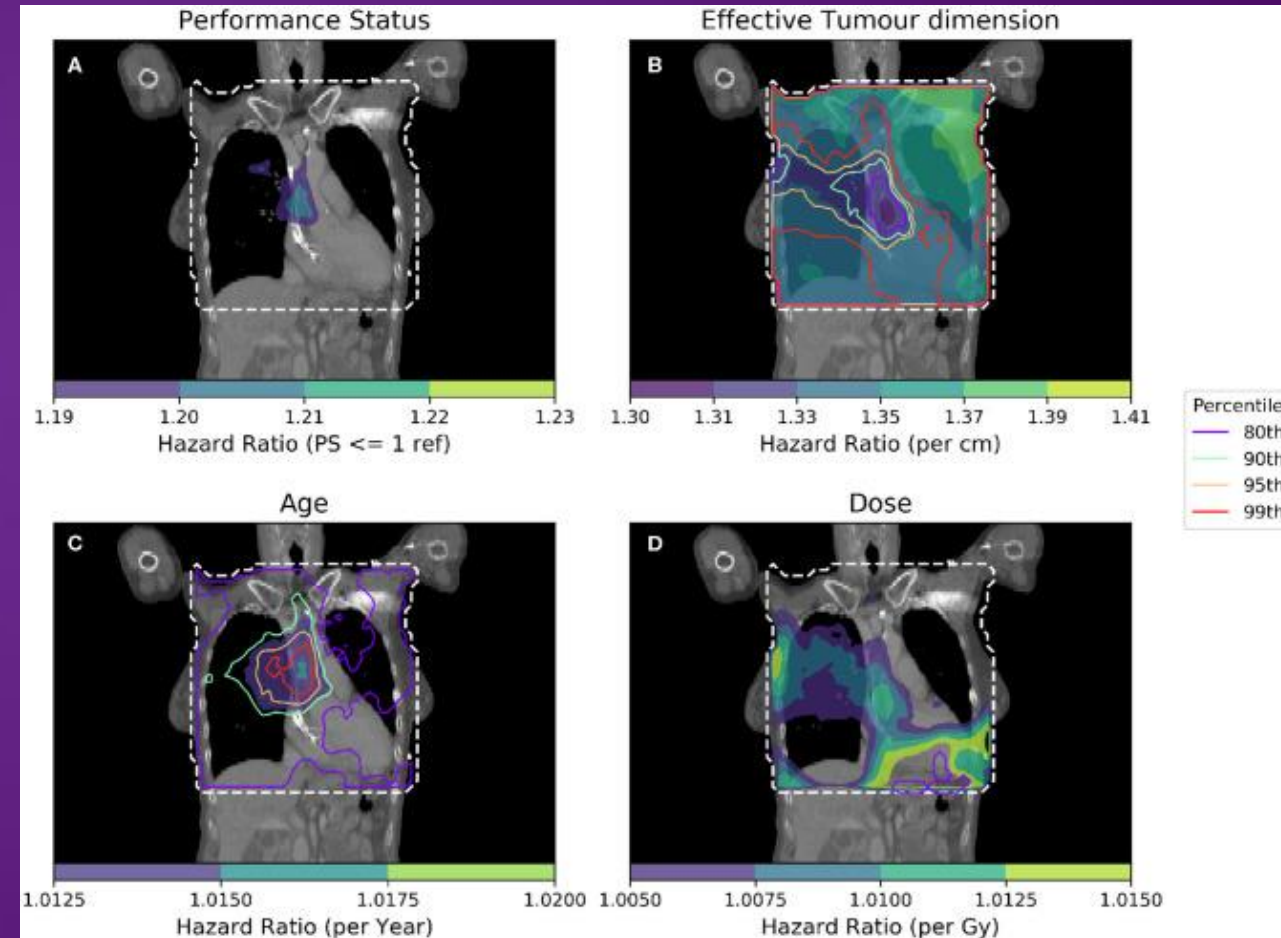 Performance Status
Effective Tumour dimension
A
B
1.19 1.20 1.21 1.22 1.23
Hazard Ratio (PS <= 1 ref)
1.30 1.31 1.33 1.35 1.37 1.39 1.41
Hazard Ratio (per cm)
Percentile
80th
90th
95th
99th
Age
Dose
C
D
1.0125 1.0150 1.0175 1.0200
Hazard Ratio (per Year)
1.0050 1.0075 1.0100 1.0125 1.0150
Hazard Ratio (per Gy)